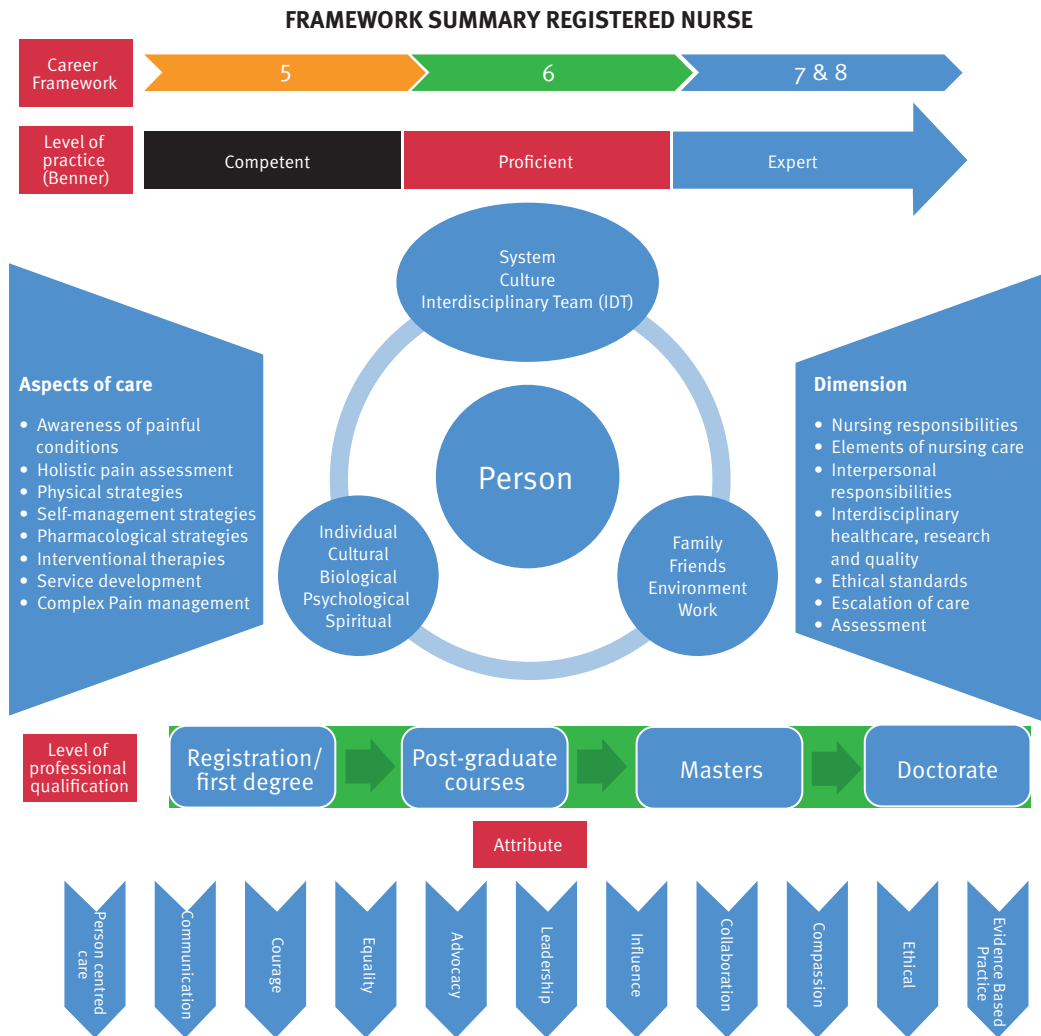 FRAMEWORK SUMMARY REGISTERED NURSE
Career
Framework
5
6
7 & 8
Level of
practice
(Benner)
Competent
Proficient
Expert
System
Culture
Interdisciplinary Team (IDT)
Aspects of care
• Awareness of painful
conditions
• Holistic pain assessment
• Physical strategies
• Self-management strategies
• Pharmacological strategies
• Interventional therapies
• Service development
• Complex Pain management
Person
Individual
Cultural
Biological
Psychological
Spiritual
Family
Friends
Environment
Work
Dimension
• Nursing responsibilities
• Elements of nursing care
• Interpersonal
responsibilities
• Interdisciplinary
healthcare, research
and quality
• Ethical standards
• Escalation of care
• Assessment
Level of
professional
qualification
Registration/
first degree
Post-graduate
courses
Masters
Doctorate
Attribute
Person centred
care
Communication
Courage
Equality
Advocacy
Leadership
Influence
Collaboration
Compassion
Ethical
Evidence Based
Practice